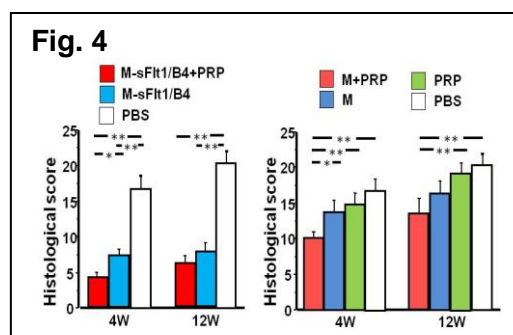 Fig. 4
M-sFlt1/B4+PRP
M-sFlt1/B4
PBS
Histological score
25
20
15
10
5
0
** 
*
**
**
**
4W
12W
M+PRP
PRP
M
PBS
Histological score
25
20
15
10
5
0
**
**
*
**
**
4W
12W